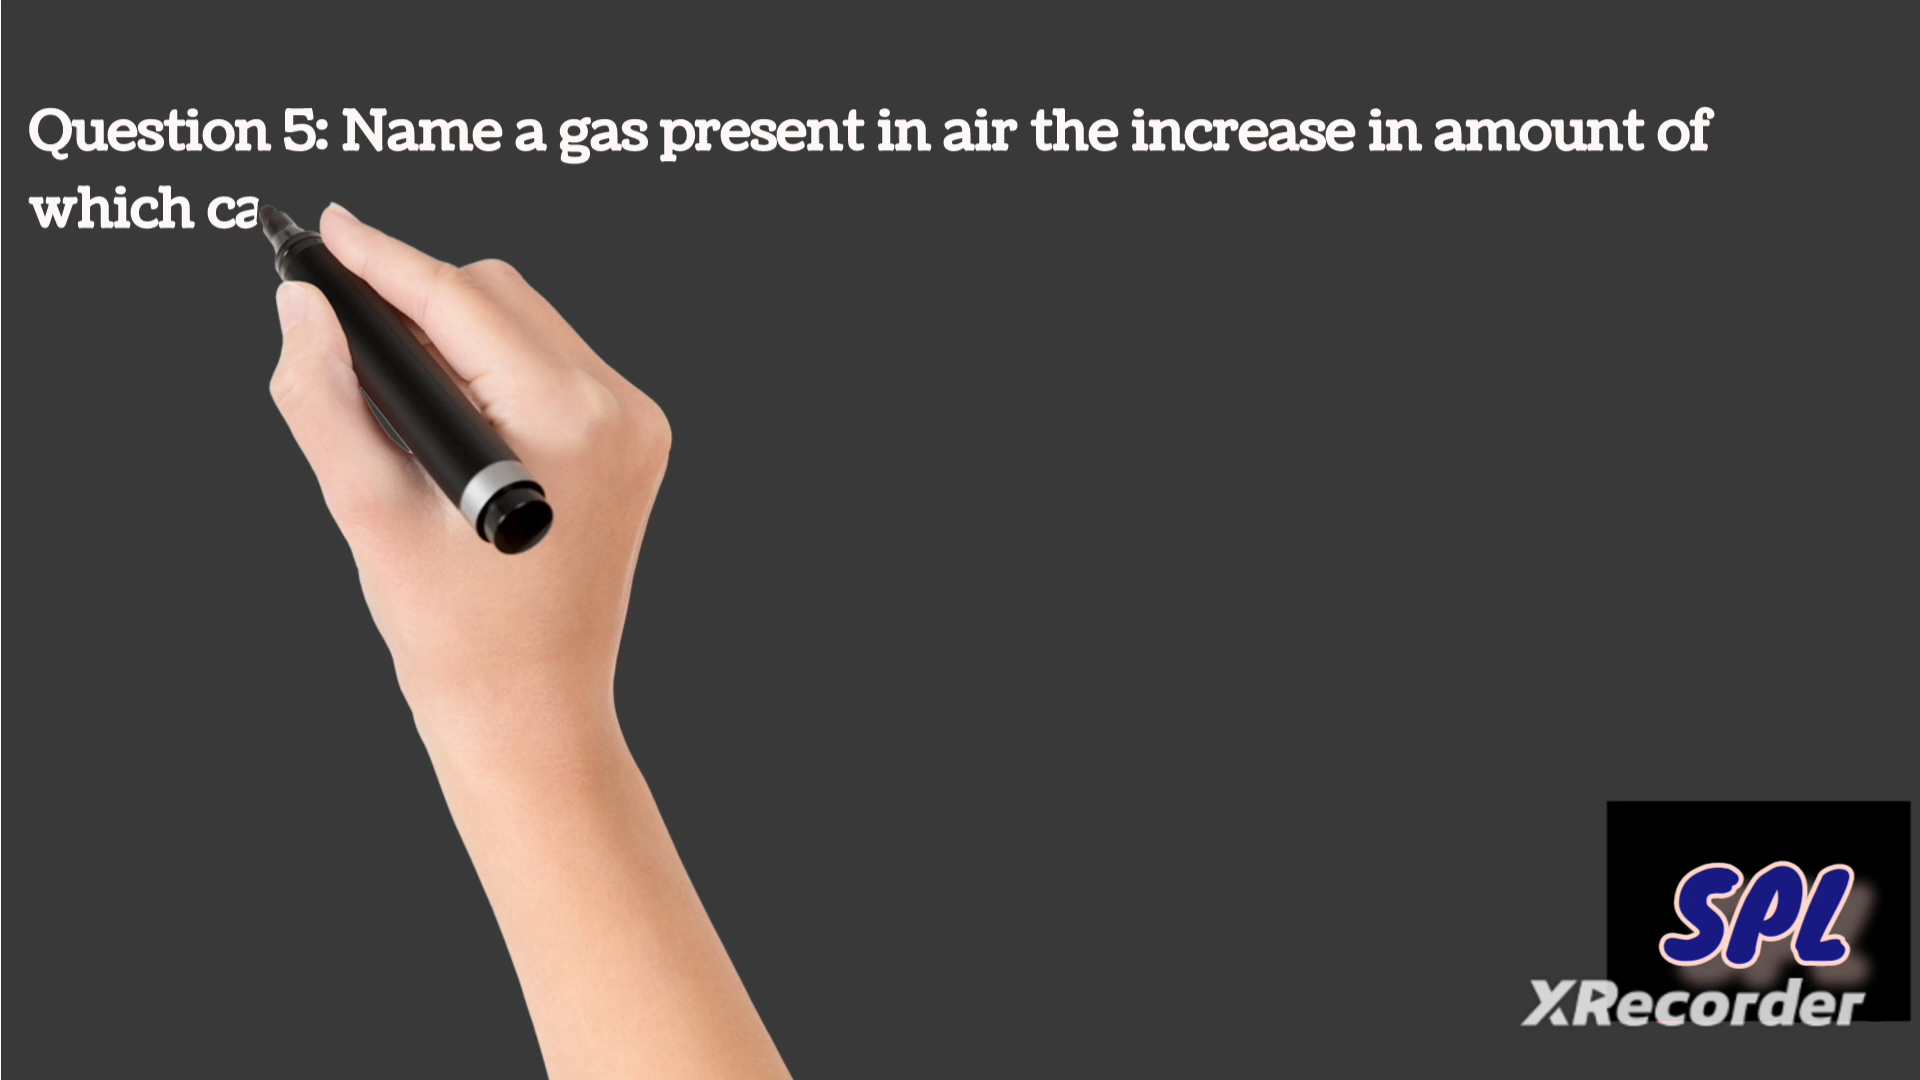 Question 5: Name a gas present in air the increase in amount of
which ca
SPL
XRecorder